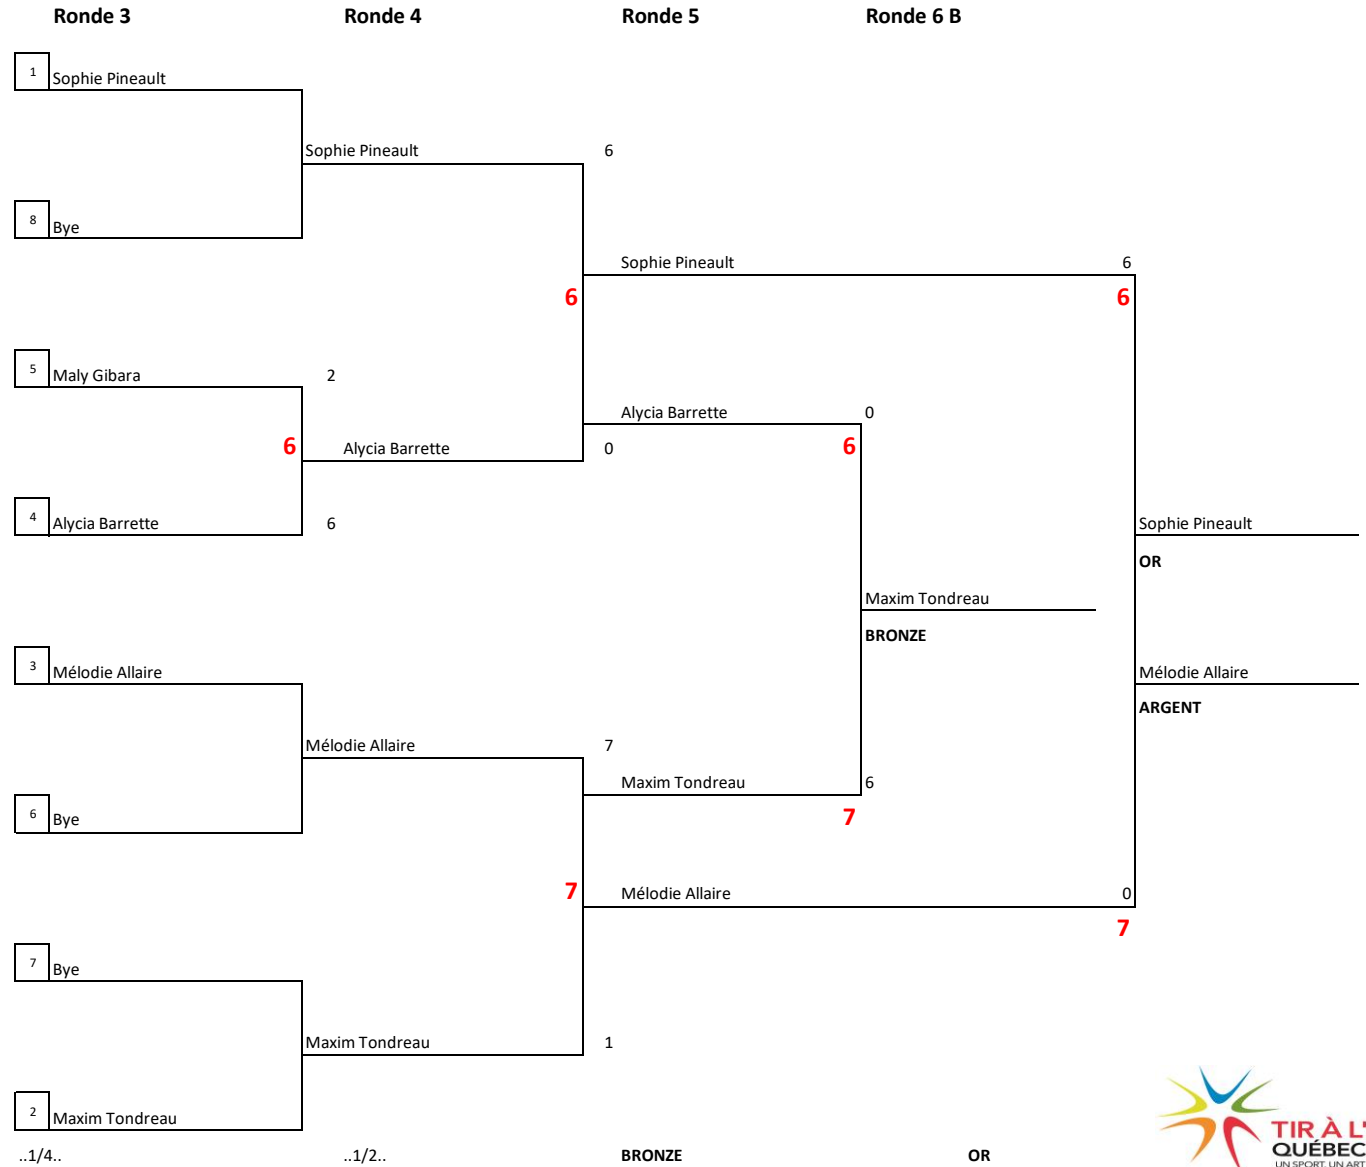 Ronde 3 Ronde 4 Ronde 5 Ronde 6 B
1 Sophie Pineault
Sophie Pineault 6
8 Bye
Sophie Pineault 6
6 6
5 Maly Gibara 2
Alycia Barrette 0
6 Alycia Barrette 0 6
4 Alycia Barrette 6 Sophie Pineault
OR
Maxim Tondreau
BRONZE
3 Mélodie Allaire Mélodie Allaire
ARGENT
Mélodie Allaire 7
Maxim Tondreau 6
6 Bye 7
7 Mélodie Allaire 0
7
7 Bye
Maxim Tondreau 1
2 Maxim Tondreau
TIR À L'
..1/4.. ..1/2.. BRONZE OR QUÉBEC
UN SPORT, UN ART